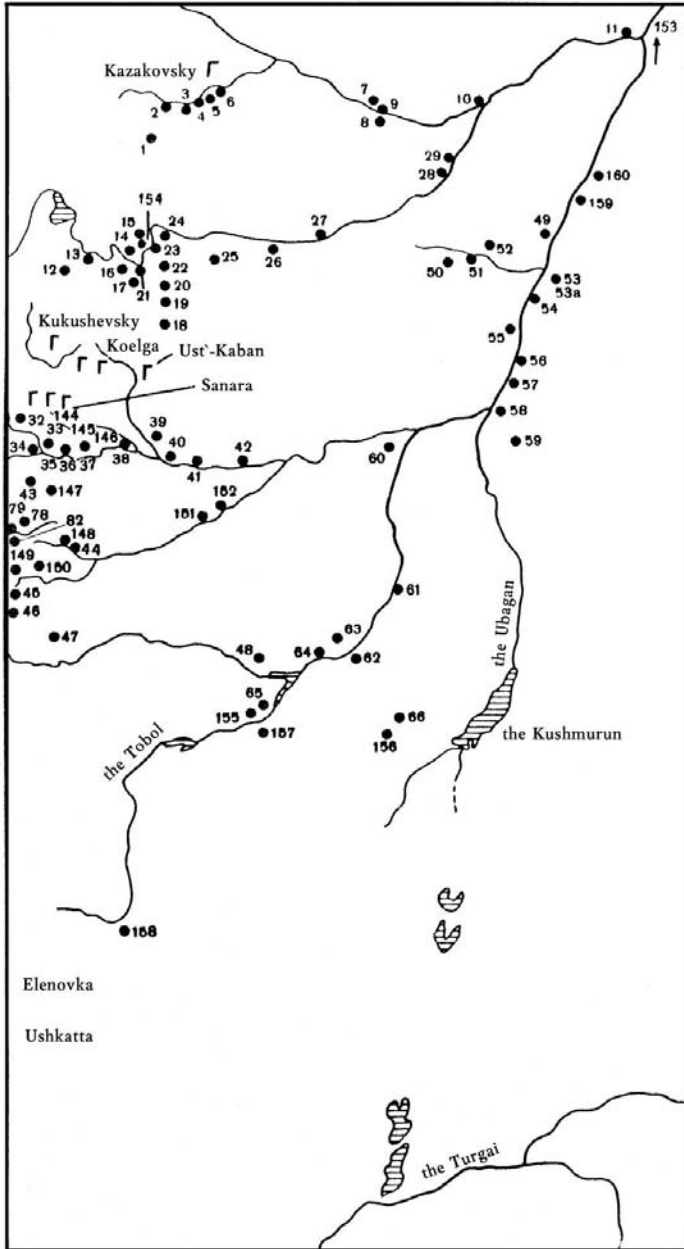 11 153
Kazakovsky
3 6 7
2 4 5 9 10
8
1
29
28
160
154 159
15 24 27 49
14 23 52
13 22 25 26 50 51
12 16 53
17 21 20 53a
19 54
18
55
Kukushevsky
Koelga Ust`-Kaban
56
Sanara
57
144 58
32 33 145 39
34 146 40 42 60 59
35 36 37 38 41
43 147
152
79 78 151
82 148
44
149 150
45 61
46
the Ubagan
47 63
48 64 62
65
155 66
157 156 the Kushmurun
the Tobol
158
Elenovka
Ushkatta
the Turgai